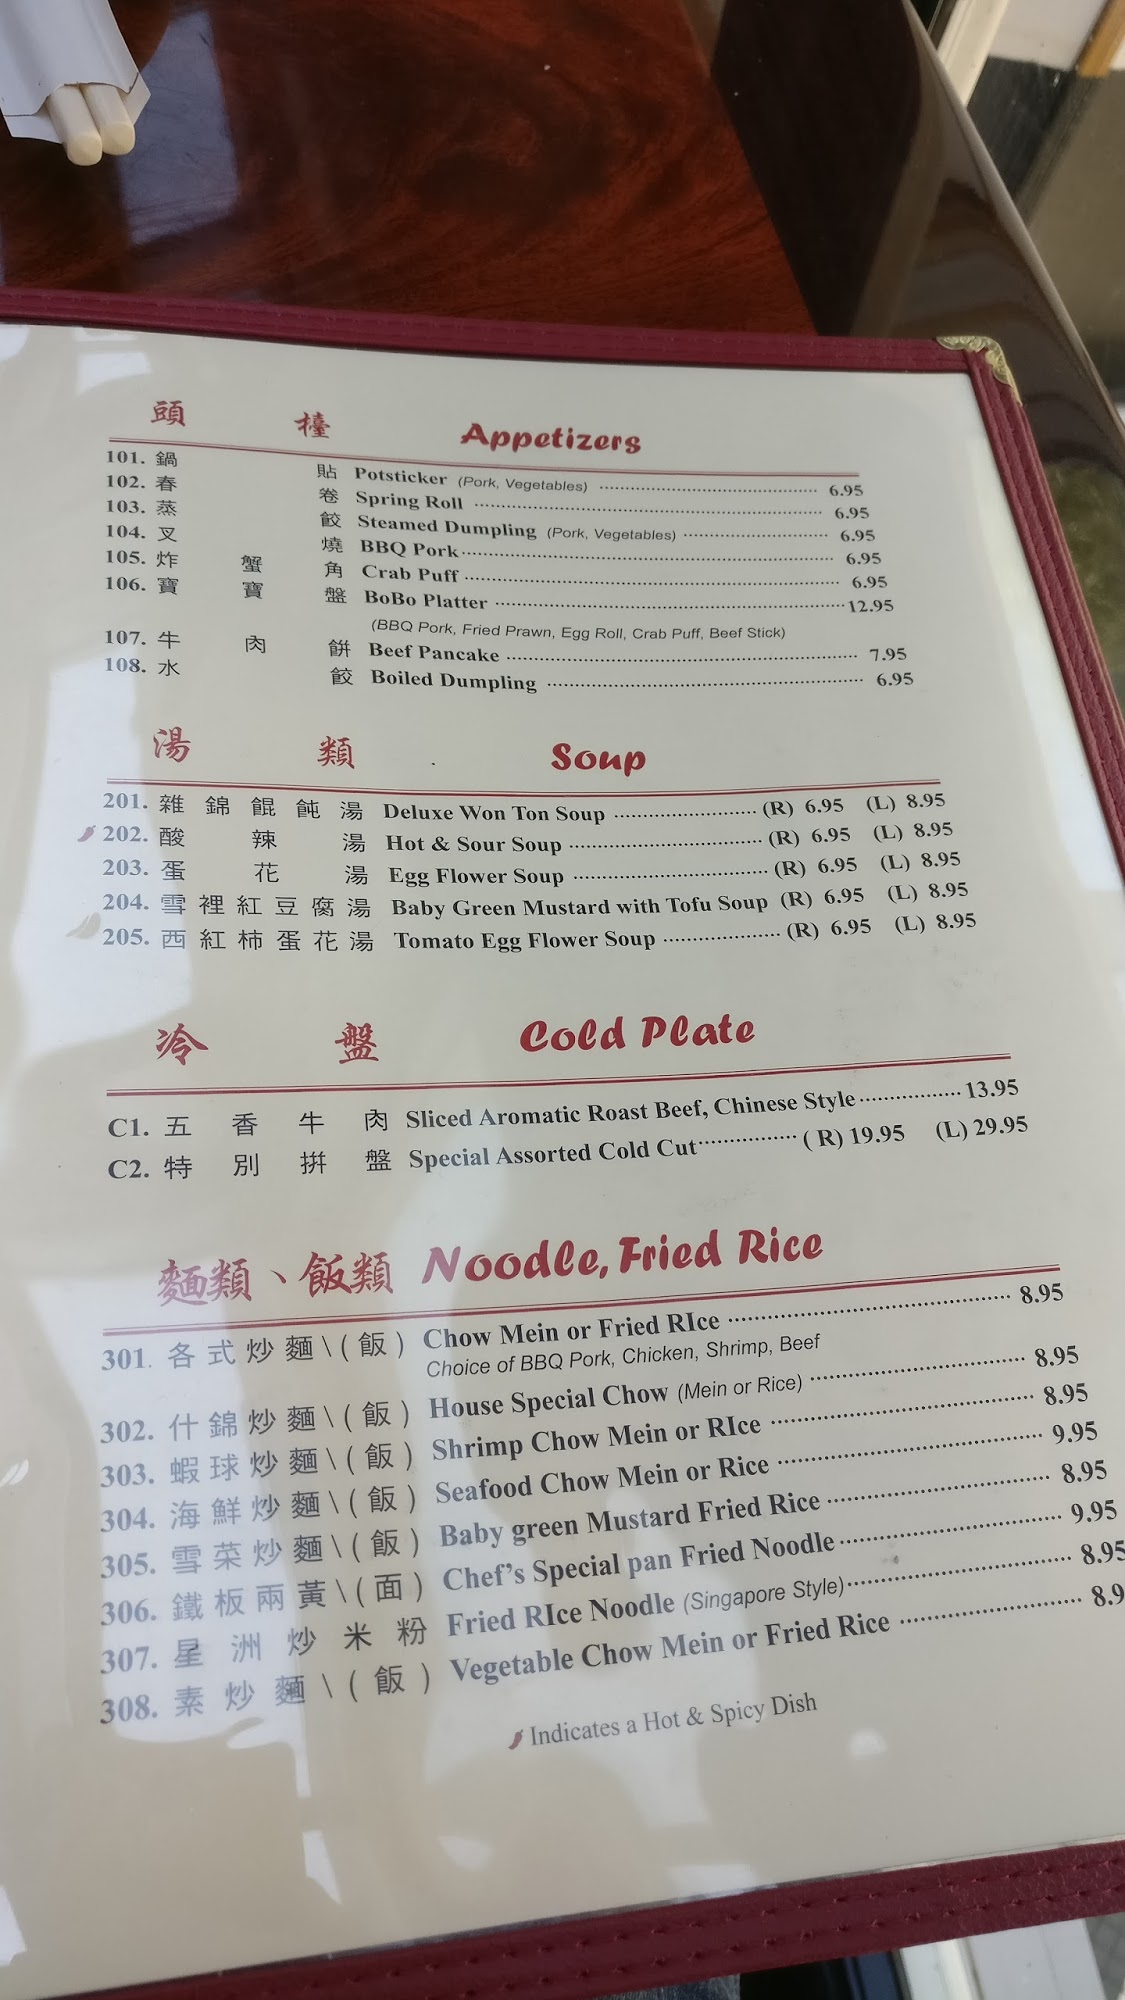 頭檯 Appetizers
101. 鍋貼 Potsticker (Pork, Vegetables) 6.95
102. 春卷 Spring Roll 6.95
103. 蒸餃 Steamed Dumpling (Pork, Vegetables) 6.95
104. 叉燒 BBQ Pork 6.95
105. 炸蟹角 Crab Puff 6.95
106. 寶寶盤 BoBo Platter 12.95
(BBQ Pork, Fried Prawn, Egg Roll, Crab Puff, Beef Stick)
107. 牛肉餅 Beef Pancake 7.95
108. 水餃 Boiled Dumpling 6.95
湯類 Soup
201. 雜錦餛飩湯 Deluxe Won Ton Soup (R) 6.95 (L) 8.95
202. 酸辣湯 Hot & Sour Soup (R) 6.95 (L) 8.95
203. 蛋花湯 Egg Flower Soup (R) 6.95 (L) 8.95
204. 雪裡紅豆腐湯 Baby Green Mustard with Tofu Soup (R) 6.95 (L) 8.95
205. 西紅柿蛋花湯 Tomato Egg Flower Soup (R) 6.95 (L) 8.95
冷盤 Cold Plate
C1. 五香牛肉 Sliced Aromatic Roast Beef, Chinese Style 13.95
C2. 特別拼盤 Special Assorted Cold Cut ( R) 19.95 (L) 29.95
麵類、飯類 Noodle, Fried Rice
301. 各式炒麵\(飯) Chow Mein or Fried RIce 8.95
Choice of BBQ Pork, Chicken, Shrimp, Beef
302. 什錦炒麵\(飯) House Special Chow (Mein or Rice) 8.95
303. 蝦球炒麵\(飯) Shrimp Chow Mein or RIce 8.95
304. 海鮮炒麵\(飯) Seafood Chow Mein or Rice 9.95
305. 雪菜炒麵\(飯) Baby green Mustard Fried Rice 8.95
306. 鐵板兩黃\(面) Chef's Special pan Fried Noodle 9.95
307. 星洲炒米粉 Fried RIce Noodle (Singapore Style) 8.95
308. 素炒麵\(飯) Vegetable Chow Mein or Fried Rice 8.9
Indicates a Hot & Spicy Dish